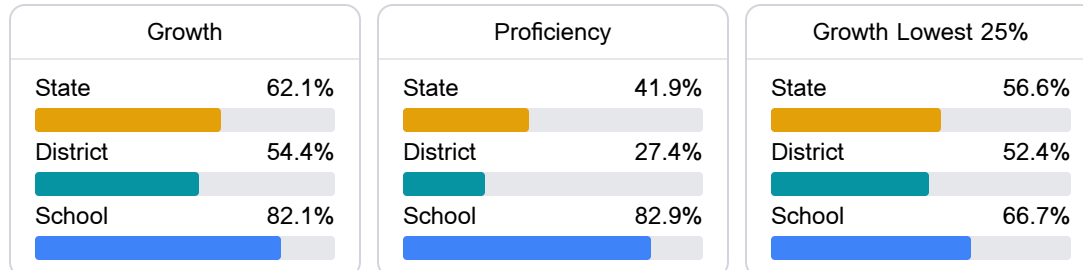 Growth
State 62.1%
District 54.4%
School 82.1%
Proficiency
State 41.9%
District 27.4%
School 82.9%
Growth Lowest 25%
State 56.6%
District 52.4%
School 66.7%